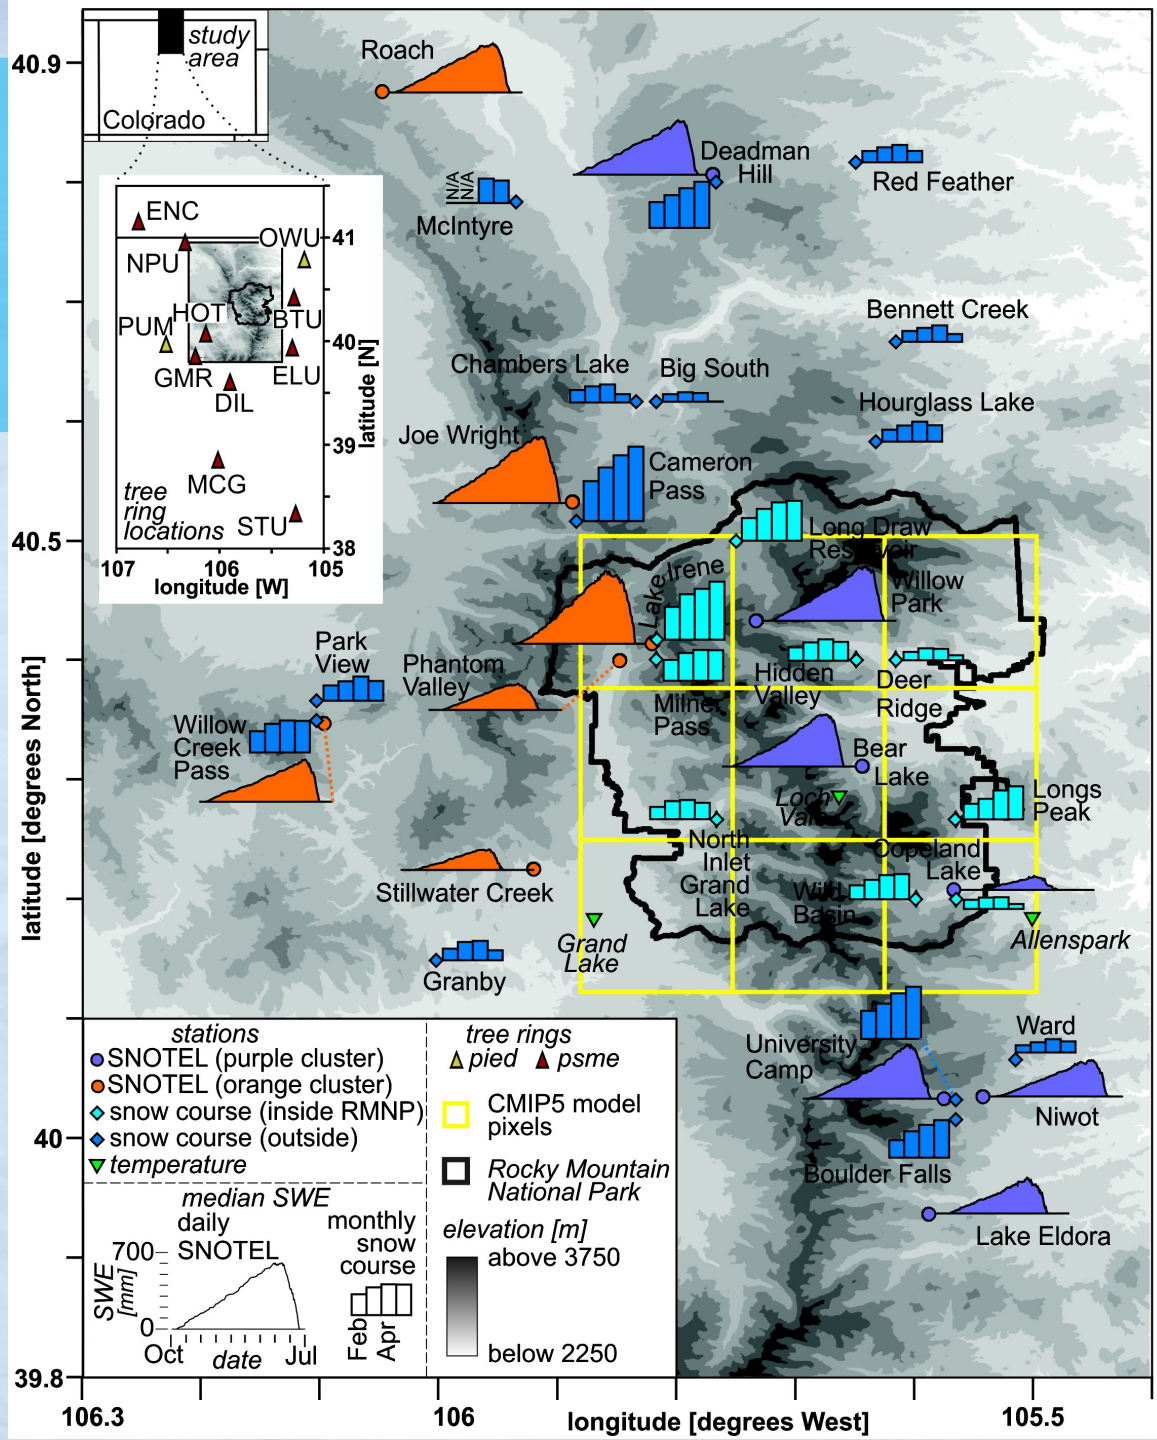 40.9
40.5
40
39.8
106.3
106
105.5
latitude [degrees North]
longitude [degrees West]
study
area
Colorado
ENC
NPU
OWU
HOT
PUM
BTU
GMR
ELU
DIL
MCG
STU
tree
ring
locations
41
40
39
38
latitude [N]
107
106
105
longitude [W]
Roach
Deadman
Hill
Red Feather
N/A
N/A
McIntyre
Bennett Creek
Chambers Lake
Big South
Hourglass Lake
Joe Wright
Cameron
Pass
Long Draw
Reservoir
Lake Irene
Willow
Park
Park
View
Phantom
Valley
Milner
Pass
Hidden
Valley
Deer
Ridge
Willow
Creek
Pass
Bear
Lake
Loch
Vale
Longs
Peak
North
Inlet
Grand
Lake
Copeland
Lake
Stillwater Creek
Wild
Basin
Grand
Lake
Allenspark
Granby
University
Camp
Ward
Niwot
Boulder Falls
Lake Eldora
stations
SNOTEL (purple cluster)
SNOTEL (orange cluster)
snow course (inside RMNP)
snow course (outside)
temperature
tree rings
pied
psme
CMIP5 model
pixels
Rocky Mountain
National Park
median SWE
daily
SNOTEL
monthly
snow
course
700
0
SWE
[mm]
Oct
date
Jul
Feb
Apr
elevation [m]
above 3750
below 2250